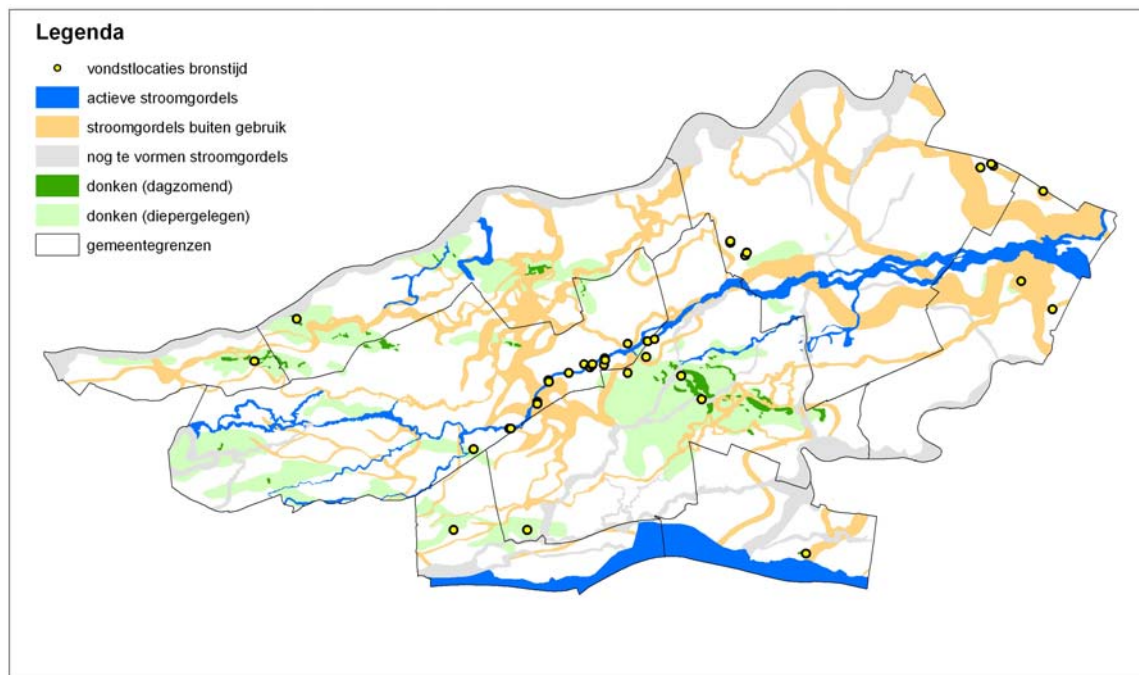 Legenda
vondstlocaties bronstijd
actieve stroomgordels
stroomgordels buiten gebruik
nog te vormen stroomgordels
donken (dagzomend)
donken (diepergelegen)
gemeentegrenzen